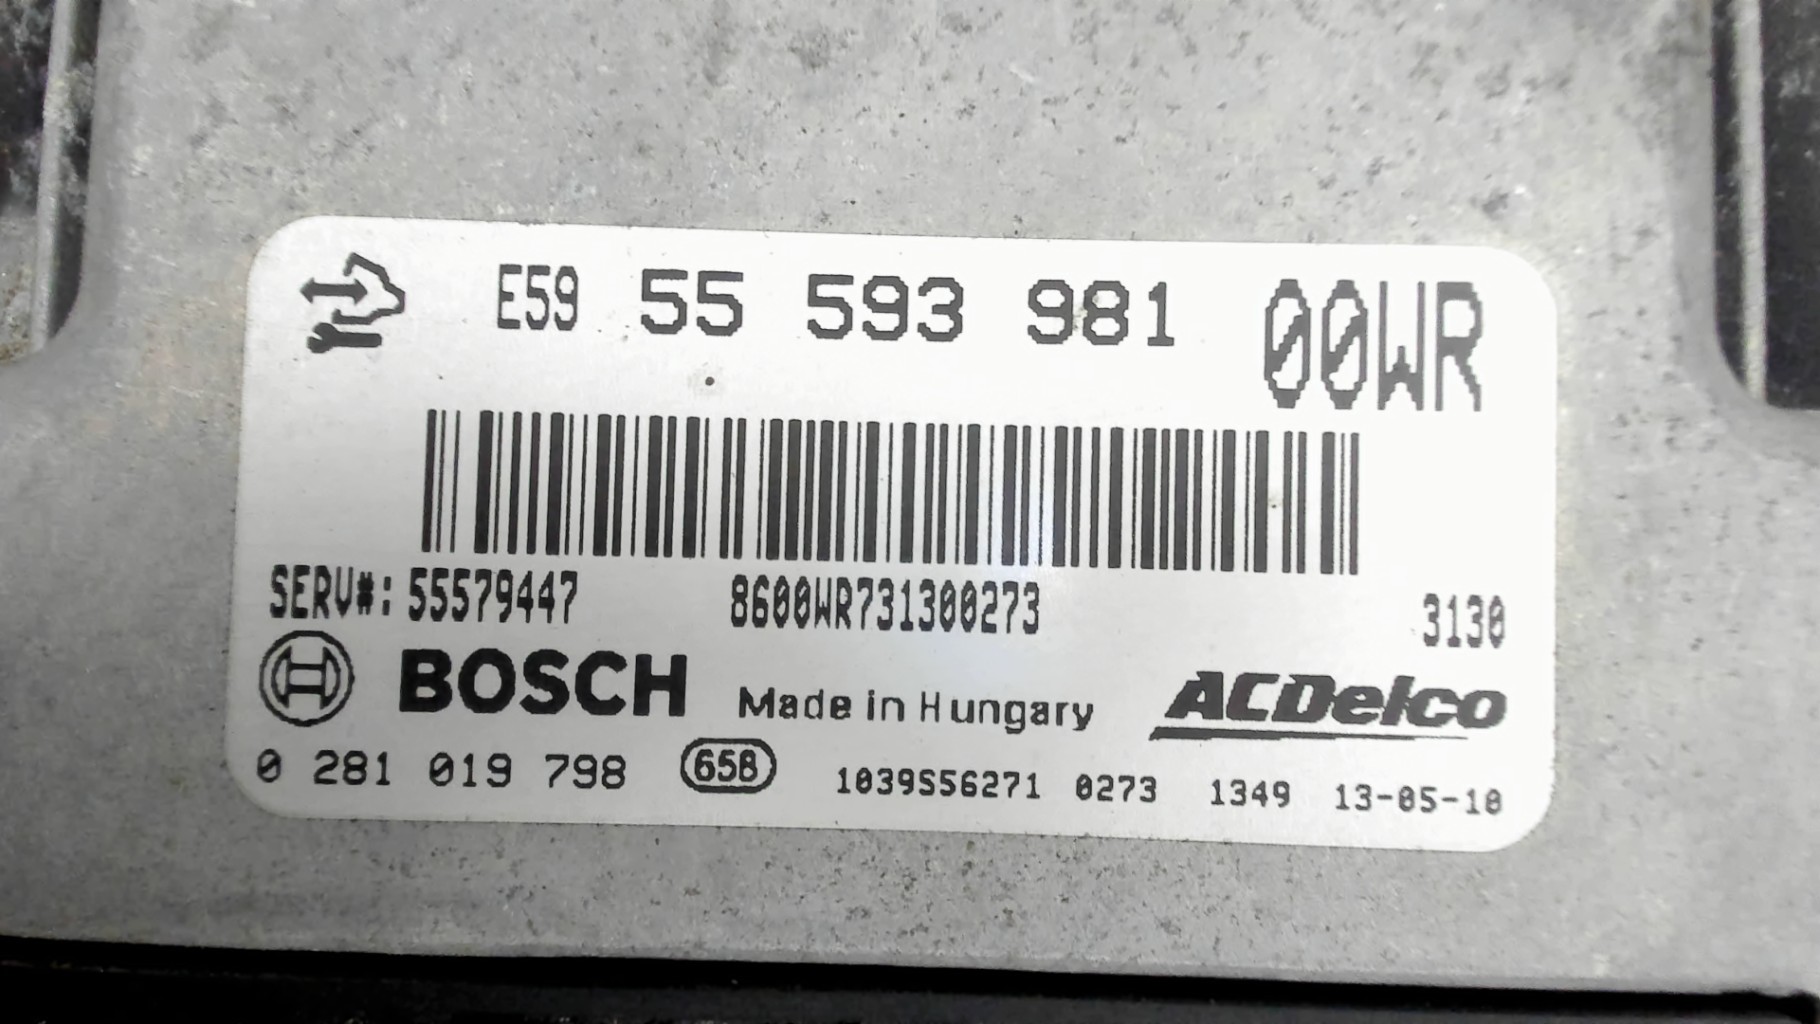 E59 55 593 981 00WR
SERV#: 55579447 8600WR731300273 3130
BOSCH Made in Hungary ACDelco
0 281 019 798 658 1039S56271 0273 1349 13-05-10